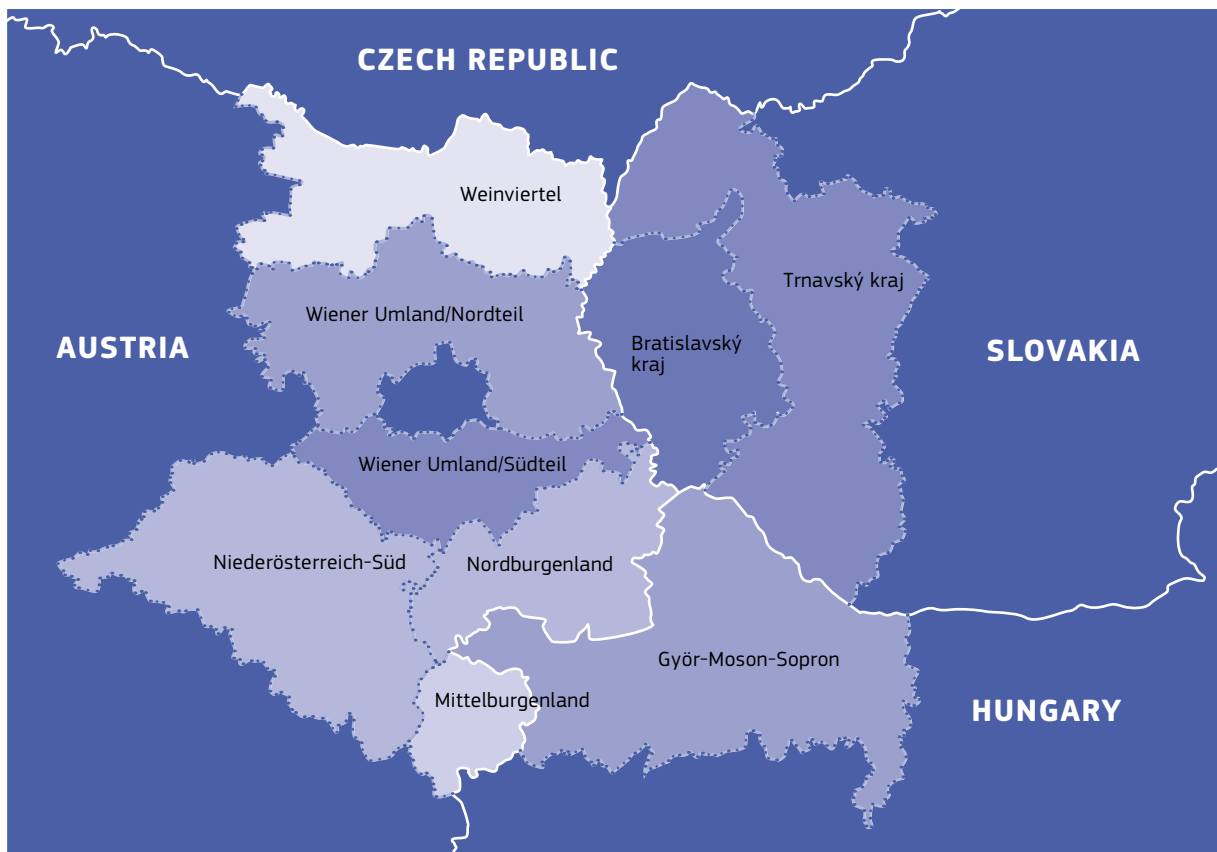 CZECH REPUBLIC
Weinviertel
Trnavský kraj
Wiener Umland/Nordteil
AUSTRIA
Bratislavský
kraj
SLOVAKIA
Wiener Umland/Südteil
Niederösterreich-Süd
Nordburgenland
Györ-Moson-Sopron
Mittelburgenland
HUNGARY